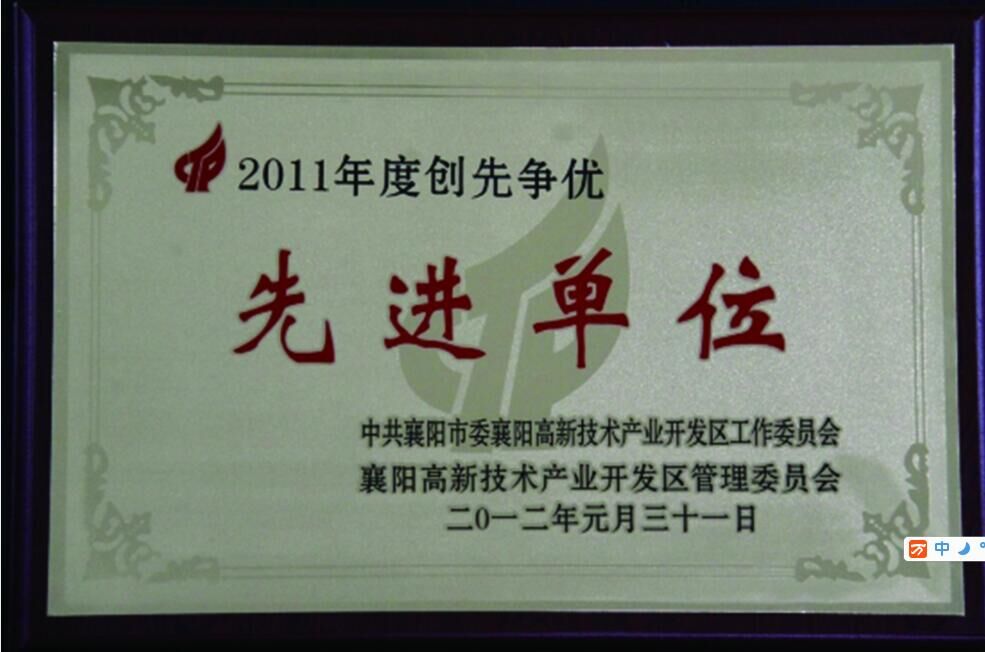 2011年度创先争优
先进单位
中共襄阳市委襄阳高新技术产业开发区工作委员会
襄阳高新技术产业开发区管理委员会
二0一二年元月三十一日
中